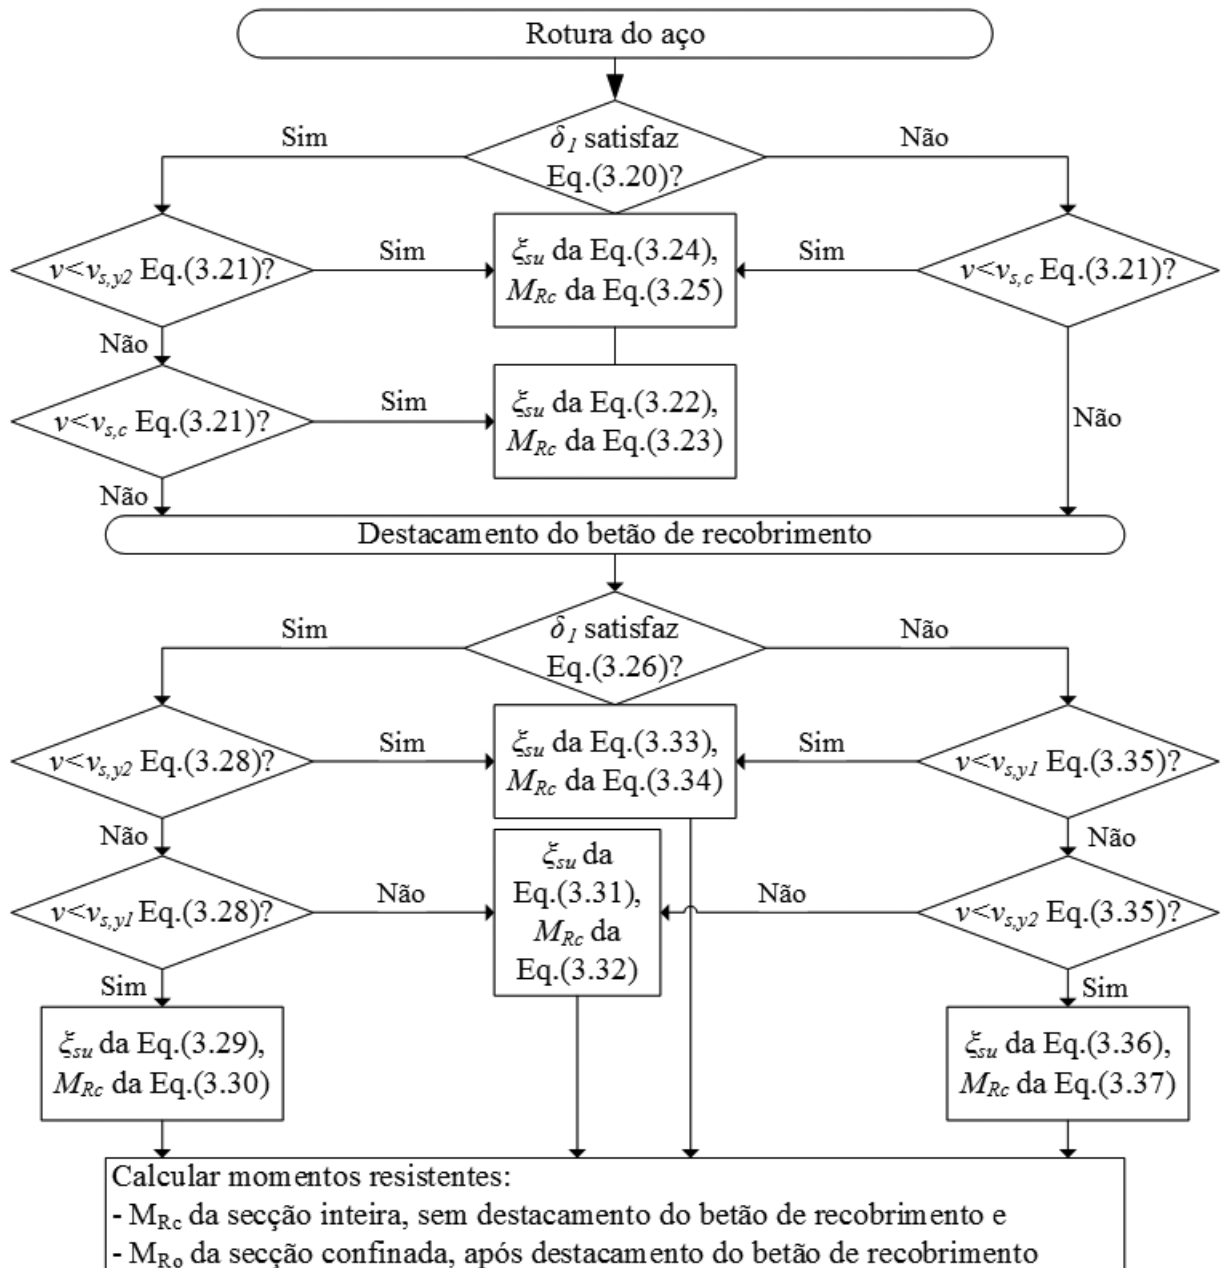 Rotura do aço
Sim
δ1 satisfaz
Eq.(3.20)?
Não
ν<νs,y2 Eq.(3.21)?
Sim
ξsu da Eq.(3.24),
MRc da Eq.(3.25)
Sim
ν<νs,c Eq.(3.21)?
Não
ν<νs,c Eq.(3.21)?
Sim
ξsu da Eq.(3.22),
MRc da Eq.(3.23)
Não
Não
Destacamento do betão de recobrimento
Sim
δ1 satisfaz
Eq.(3.26)?
Não
ν<νs,y2 Eq.(3.28)?
Sim
ξsu da Eq.(3.33),
MRc da Eq.(3.34)
Sim
ν<νs,y1 Eq.(3.35)?
Não
Não
ν<νs,y1 Eq.(3.28)?
Não
ξsu da
Eq.(3.31),
MRc da
Eq.(3.32)
Não
ν<νs,y2 Eq.(3.35)?
Sim
Sim
ξsu da Eq.(3.29),
MRc da Eq.(3.30)
ξsu da Eq.(3.36),
MRc da Eq.(3.37)
Calcular momentos resistentes:
- MRc da secção inteira, sem destacamento do betão de recobrimento e
- MRo da secção confinada, após destacamento do betão de recobrimento